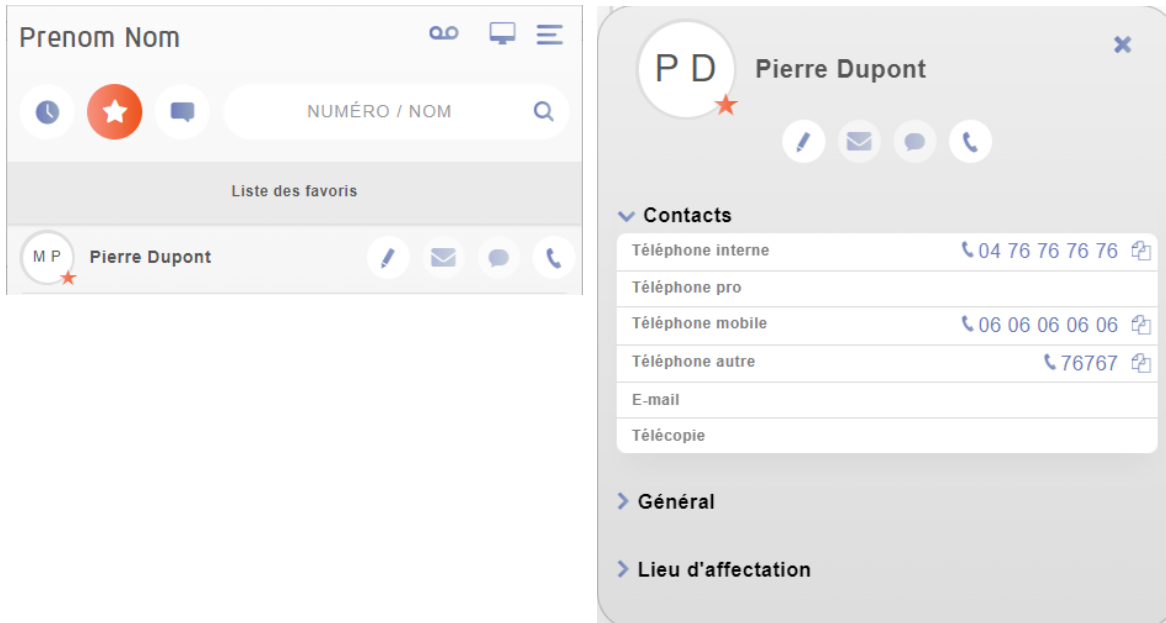 Prenom Nom
NUMÉRO / NOM
Liste des favoris
M P Pierre Dupont
P D Pierre Dupont
Contacts
Téléphone interne 04 76 76 76 76
Téléphone pro
Téléphone mobile 06 06 06 06 06
Téléphone autre 76767
E-mail
Télécopie
Général
Lieu d'affectation